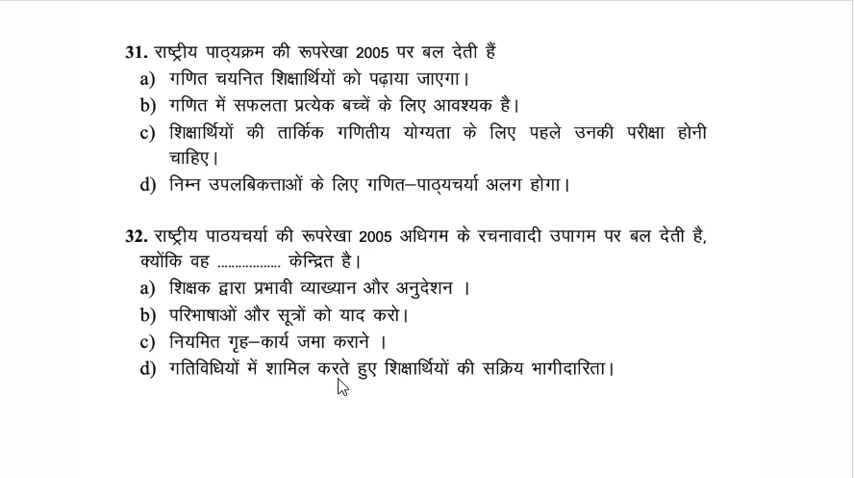 31. राष्ट्रीय पाठ्यक्रम की रूपरेखा 2005 पर बल देती हैं
a) गणित चयनित शिक्षार्थियों को पढ़ाया जाएगा।
b) गणित में सफलता प्रत्येक बच्चें के लिए आवश्यक है।
c) शिक्षार्थियों की तार्किक गणितीय योग्यता के लिए पहले उनकी परीक्षा होनी
चाहिए।
d) निम्न उपलबिकत्ताओं के लिए गणित–पाठ्यचर्या अलग होगा।
32. राष्ट्रीय पाठयचर्या की रूपरेखा 2005 अधिगम के रचनावादी उपागम पर बल देती है,
क्योंकि वह .................. केन्द्रित है।
a) शिक्षक द्वारा प्रभावी व्याख्यान और अनुदेशन ।
b) परिभाषाओं और सूत्रों को याद करो।
c) नियमित गृह–कार्य जमा कराने ।
d) गतिविधियों में शामिल करते हुए शिक्षार्थियों की सक्रिय भागीदारिता।